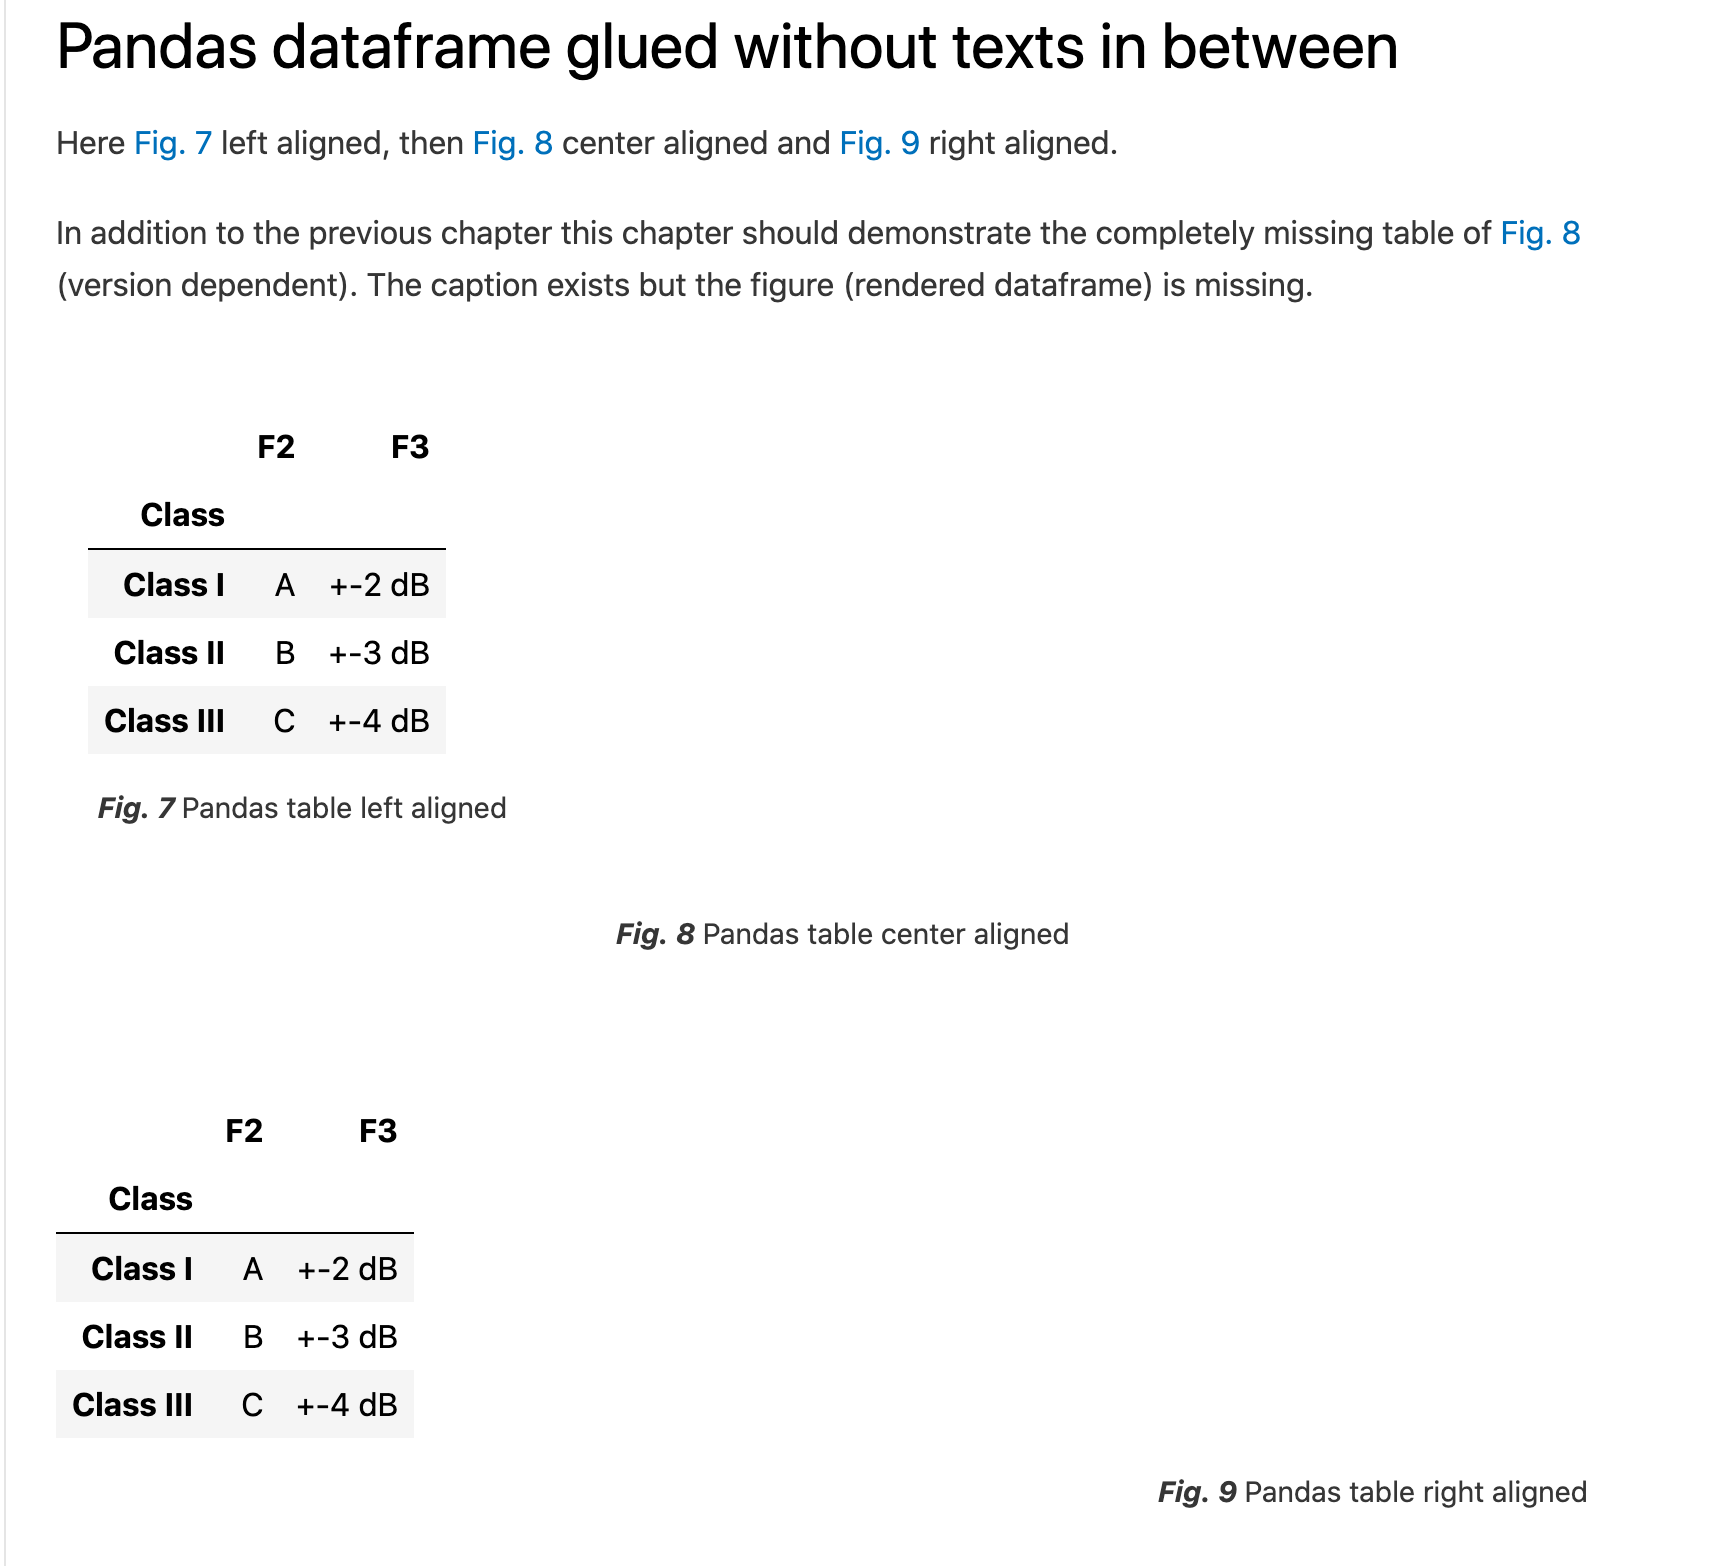 Pandas dataframe glued without texts in between
Here Fig. 7 left aligned, then Fig. 8 center aligned and Fig. 9 right aligned.
In addition to the previous chapter this chapter should demonstrate the completely missing table of Fig. 8
(version dependent). The caption exists but the figure (rendered dataframe) is missing.
F2 F3
Class
Class I A +-2 dB
Class II B +-3 dB
Class III C +-4 dB
Fig. 7 Pandas table left aligned
Fig. 8 Pandas table center aligned
F2 F3
Class
Class I A +-2 dB
Class II B +-3 dB
Class III C +-4 dB
Fig. 9 Pandas table right aligned